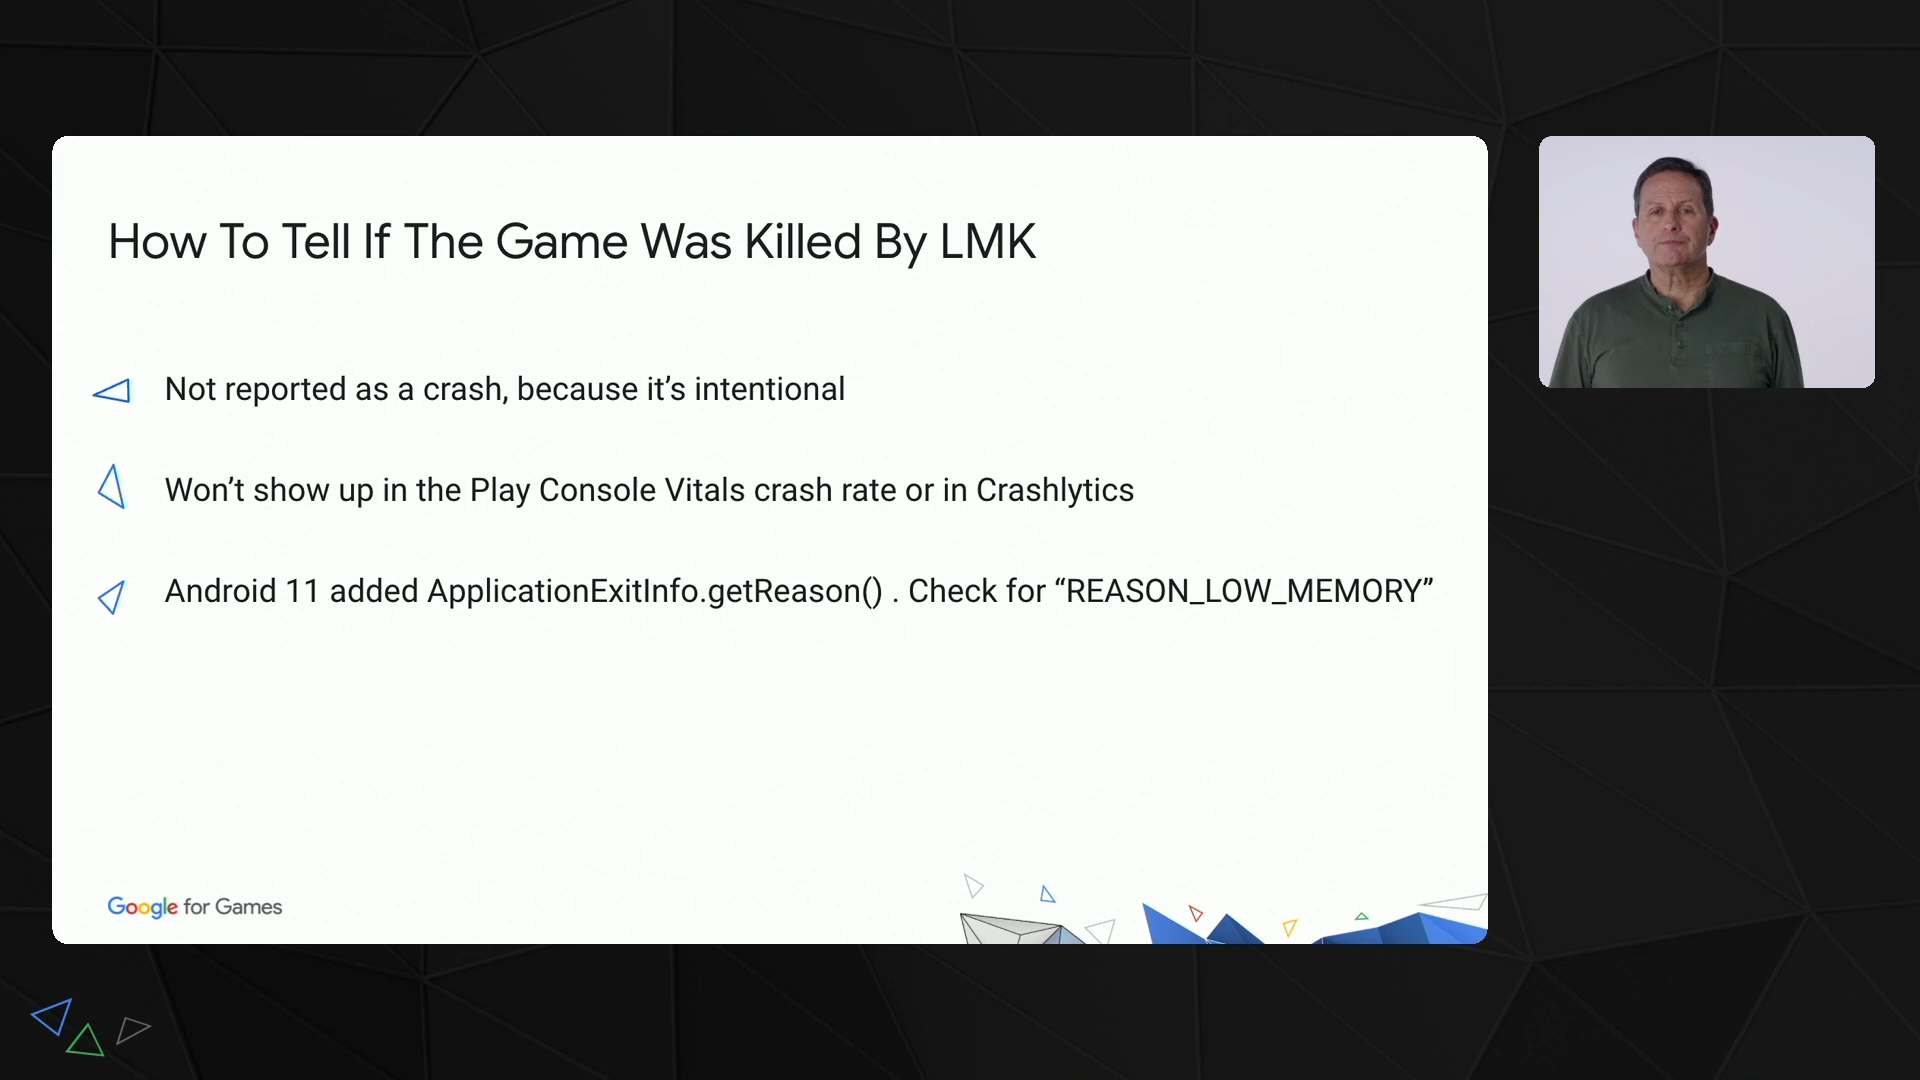 How To Tell If The Game Was Killed By LMK
Not reported as a crash, because it’s intentional
Won’t show up in the Play Console Vitals crash rate or in Crashlytics
Android 11 added ApplicationExitInfo.getReason() . Check for “REASON_LOW_MEMORY”
Google for Games